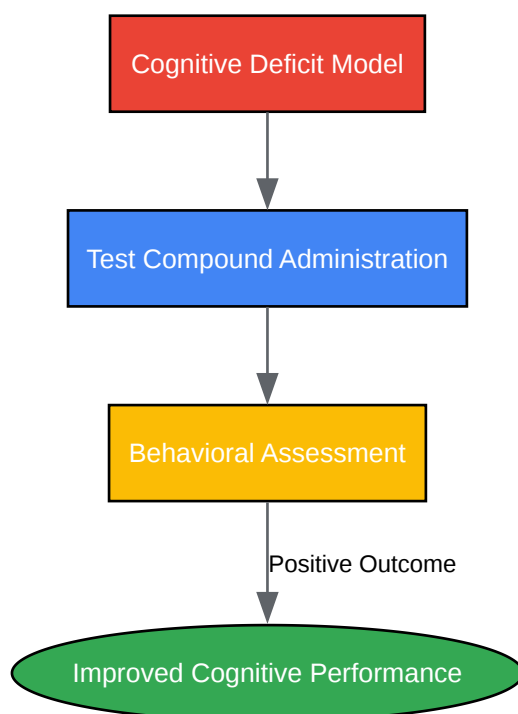 Cognitive Deficit Model
Test Compound Administration
Behavioral Assessment
Positive Outcome
Improved Cognitive Performance